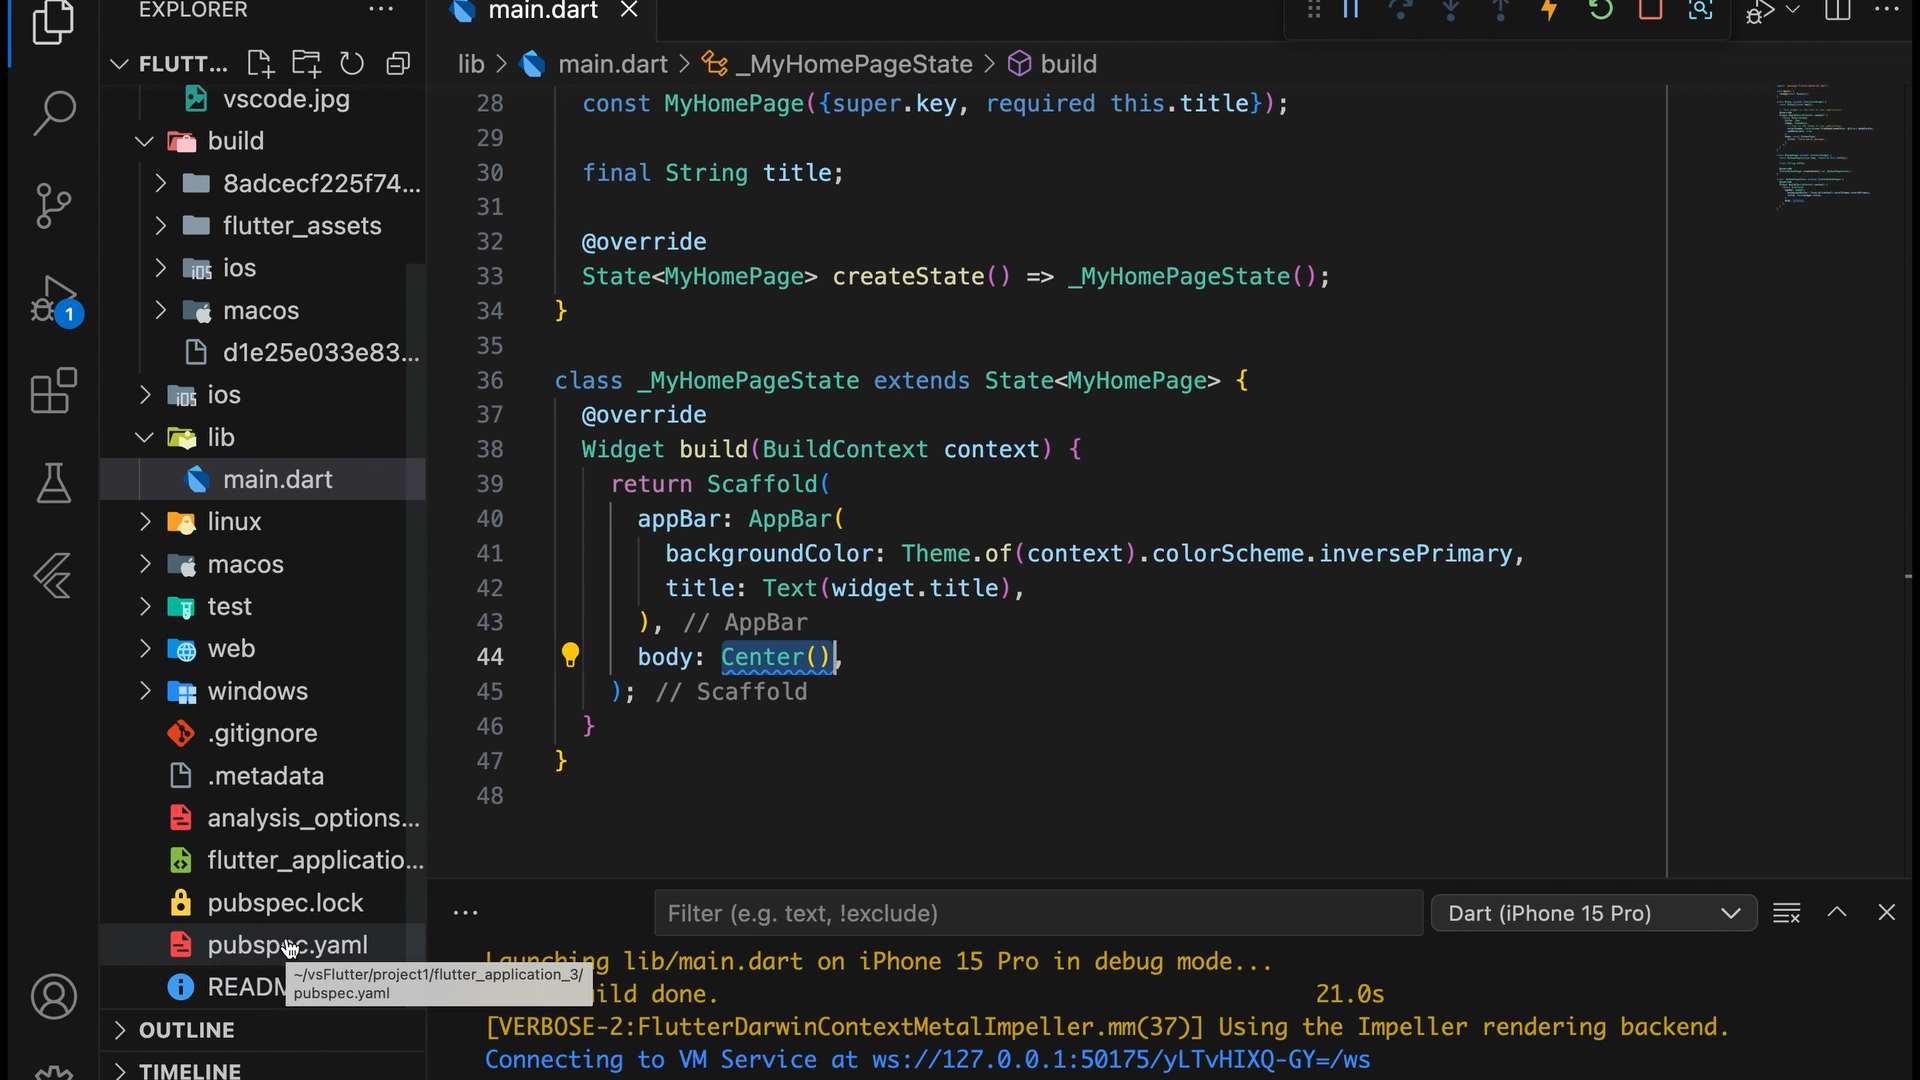 EXPLORER
FLUTT...
vscode.jpg
build
8adcecf225f74...
flutter_assets
ios
macos
d1e25e033e83...
ios
lib
main.dart
linux
macos
test
web
windows
.gitignore
.metadata
analysis_options...
flutter_applicatio...
pubspec.lock
pubspec.yaml
~/vsFlutter/project1/flutter_application_3/
pubspec.yaml
OUTLINE
TIMELINE
1
main.dart
lib > main.dart > _MyHomePageState > build
28 const MyHomePage({super.key, required this.title});
29
30 final String title;
31
32 @override
33 State<MyHomePage> createState() => _MyHomePageState();
34 }
35
36 class _MyHomePageState extends State<MyHomePage> {
37 @override
38 Widget build(BuildContext context) {
39 return Scaffold(
40 appBar: AppBar(
41 backgroundColor: Theme.of(context).colorScheme.inversePrimary,
42 title: Text(widget.title),
43 ), // AppBar
44 body: Center(),
45 ); // Scaffold
46 }
47 }
48
Filter (e.g. text, !exclude)
Dart (iPhone 15 Pro)
Launching lib/main.dart on iPhone 15 Pro in debug mode...
done. 21.0s
[VERBOSE-2:FlutterDarwinContextMetalImpeller.mm(37)] Using the Impeller rendering backend.
Connecting to VM Service at ws://127.0.0.1:50175/yLTvHIXQ-GY=/ws